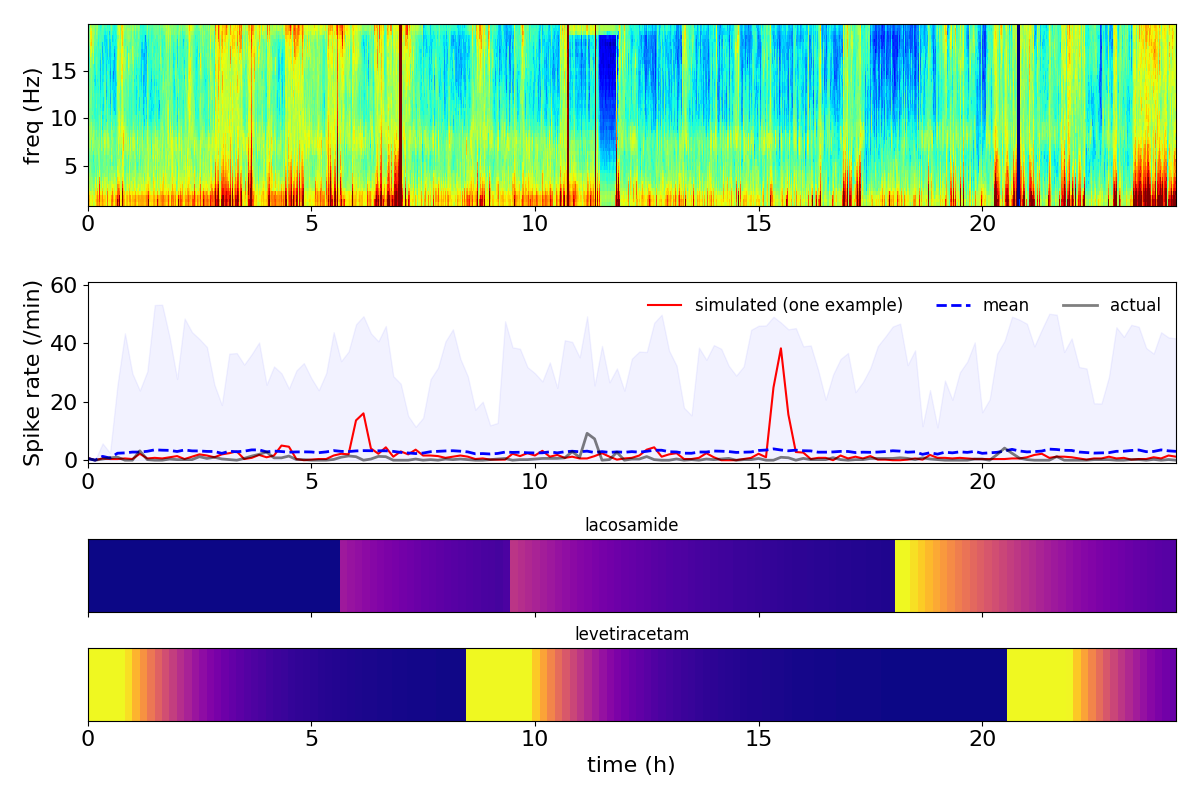 freq (Hz)
15
10
5
0 5 10 15 20
Spike rate (/min)
60
40
20
0
simulated (one example) mean actual
0 5 10 15 20
lacosamide
levetiracetam
0 5 10 15 20
time (h)